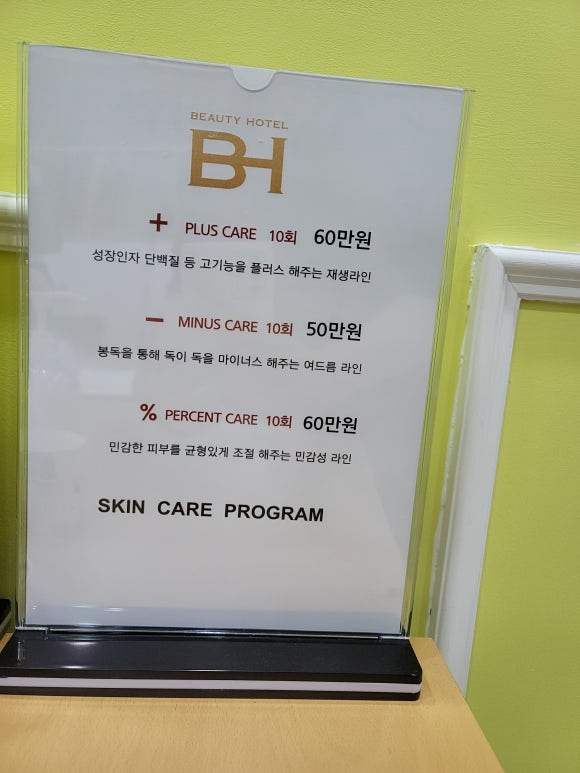 BEAUTY HOTEL
BH
+ PLUS CARE 10회 60만원
성장인자 단백질 등 고기능을 플러스 해주는 재생라인
− MINUS CARE 10회 50만원
봉독을 통해 독이 독을 마이너스 해주는 여드름 라인
% PERCENT CARE 10회 60만원
민감한 피부를 균형있게 조절 해주는 민감성 라인
SKIN CARE PROGRAM